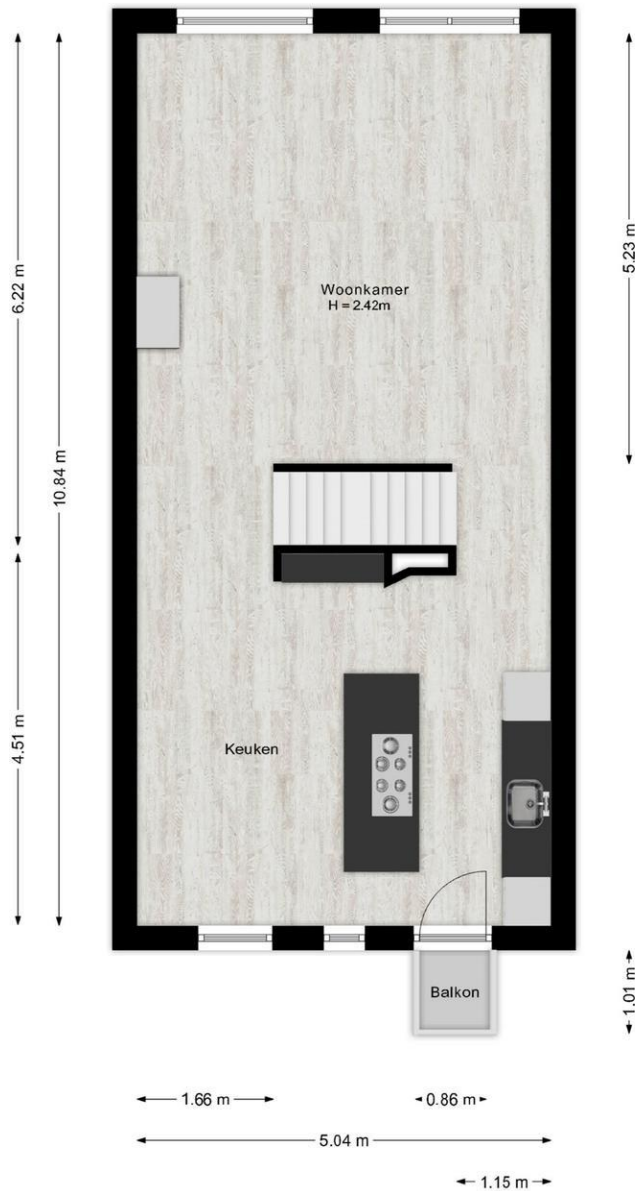 6.22 m
10.84 m
5.23 m
Woonkamer
H = 2.42m
4.51 m
Keuken
Balkon
1.01 m
1.66 m
0.86 m
5.04 m
1.15 m